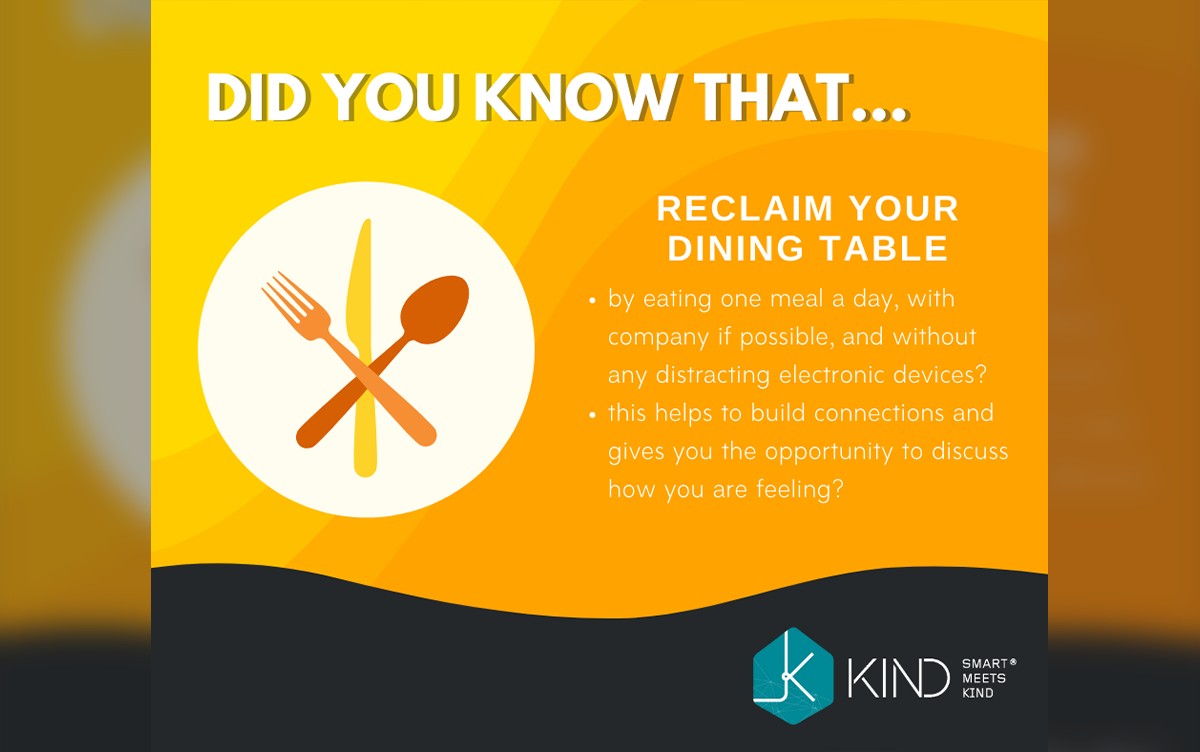 DID YOU KNOW THAT...
RECLAIM YOUR
DINING TABLE
• by eating one meal a day, with
company if possible, and without
any distracting electronic devices?
• this helps to build connections and
gives you the opportunity to discuss
how you are feeling?
KIND
SMART®
MEETS
KIND